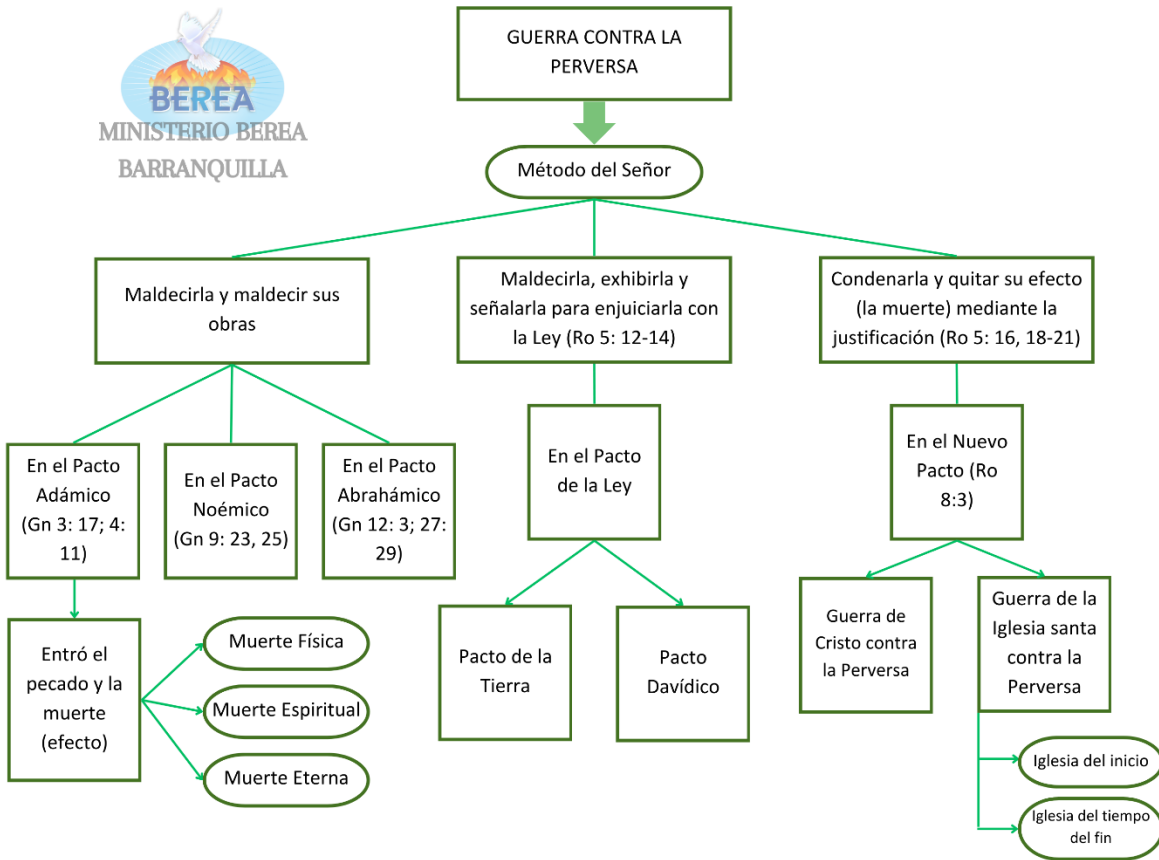 BEREA
MINISTERIO BEREA
BARRANQUILLA
GUERRA CONTRA LA
PERVERSA
Método del Señor
Maldecirla y maldecir sus
obras
Maldecirla, exhibirla y
señalarla para enjuiciarla con
la Ley (Ro 5: 12-14)
Condenarla y quitar su efecto
(la muerte) mediante la
justificación (Ro 5: 16, 18-21)
En el Pacto
Adámico
(Gn 3: 17; 4:
11)
En el Pacto
Noémico
(Gn 9: 23, 25)
En el Pacto
Abrahámico
(Gn 12: 3; 27:
29)
En el Pacto
de la Ley
En el Nuevo
Pacto (Ro
8:3)
Entró el
pecado y la
muerte
(efecto)
Muerte Física
Muerte Espiritual
Muerte Eterna
Pacto de la
Tierra
Pacto
Davídico
Guerra de
Cristo contra
la Perversa
Guerra de la
Iglesia santa
contra la
Perversa
Iglesia del inicio
Iglesia del tiempo
del fin